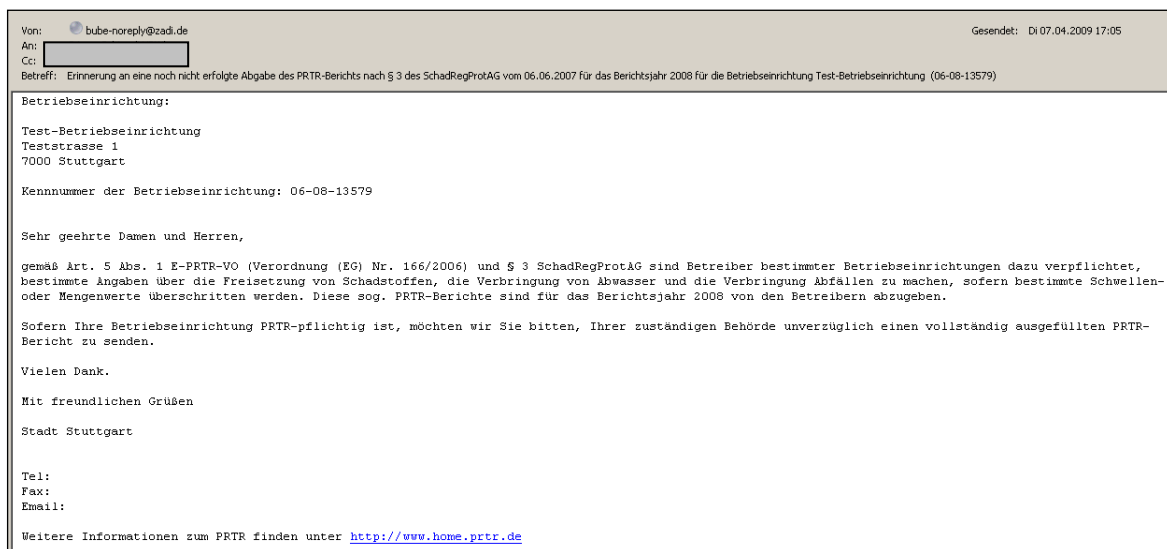 Von: bube-noreply@zadi.de Gesendet: Di 07.04.2009 17:05
An:
Cc:
Betreff: Erinnerung an eine noch nicht erfolgte Abgabe des PRTR-Berichts nach § 3 des SchadRegProtAG vom 06.06.2007 für das Berichtsjahr 2008 für die Betriebseinrichtung Test-Betriebseinrichtung (06-08-13579)
Betriebseinrichtung:
Test-Betriebseinrichtung
Teststrasse 1
7000 Stuttgart
Kennnummer der Betriebseinrichtung: 06-08-13579
Sehr geehrte Damen und Herren,
gemäß Art. 5 Abs. 1 E-PRTR-VO (Verordnung (EG) Nr. 166/2006) und § 3 SchadRegProtAG sind Betreiber bestimmter Betriebseinrichtungen dazu verpflichtet,
bestimmte Angaben über die Freisetzung von Schadstoffen, die Verbringung von Abwasser und die Verbringung Abfällen zu machen, sofern bestimmte Schwellen-
oder Mengenwerte überschritten werden. Diese sog. PRTR-Berichte sind für das Berichtsjahr 2008 von den Betreibern abzugeben.
Sofern Ihre Betriebseinrichtung PRTR-pflichtig ist, möchten wir Sie bitten, Ihrer zuständigen Behörde unverzüglich einen vollständig ausgefüllten PRTR-
Bericht zu senden.
Vielen Dank.
Mit freundlichen Grüßen
Stadt Stuttgart
Tel:
Fax:
Email:
Weitere Informationen zum PRTR finden unter http://www.home.prtr.de